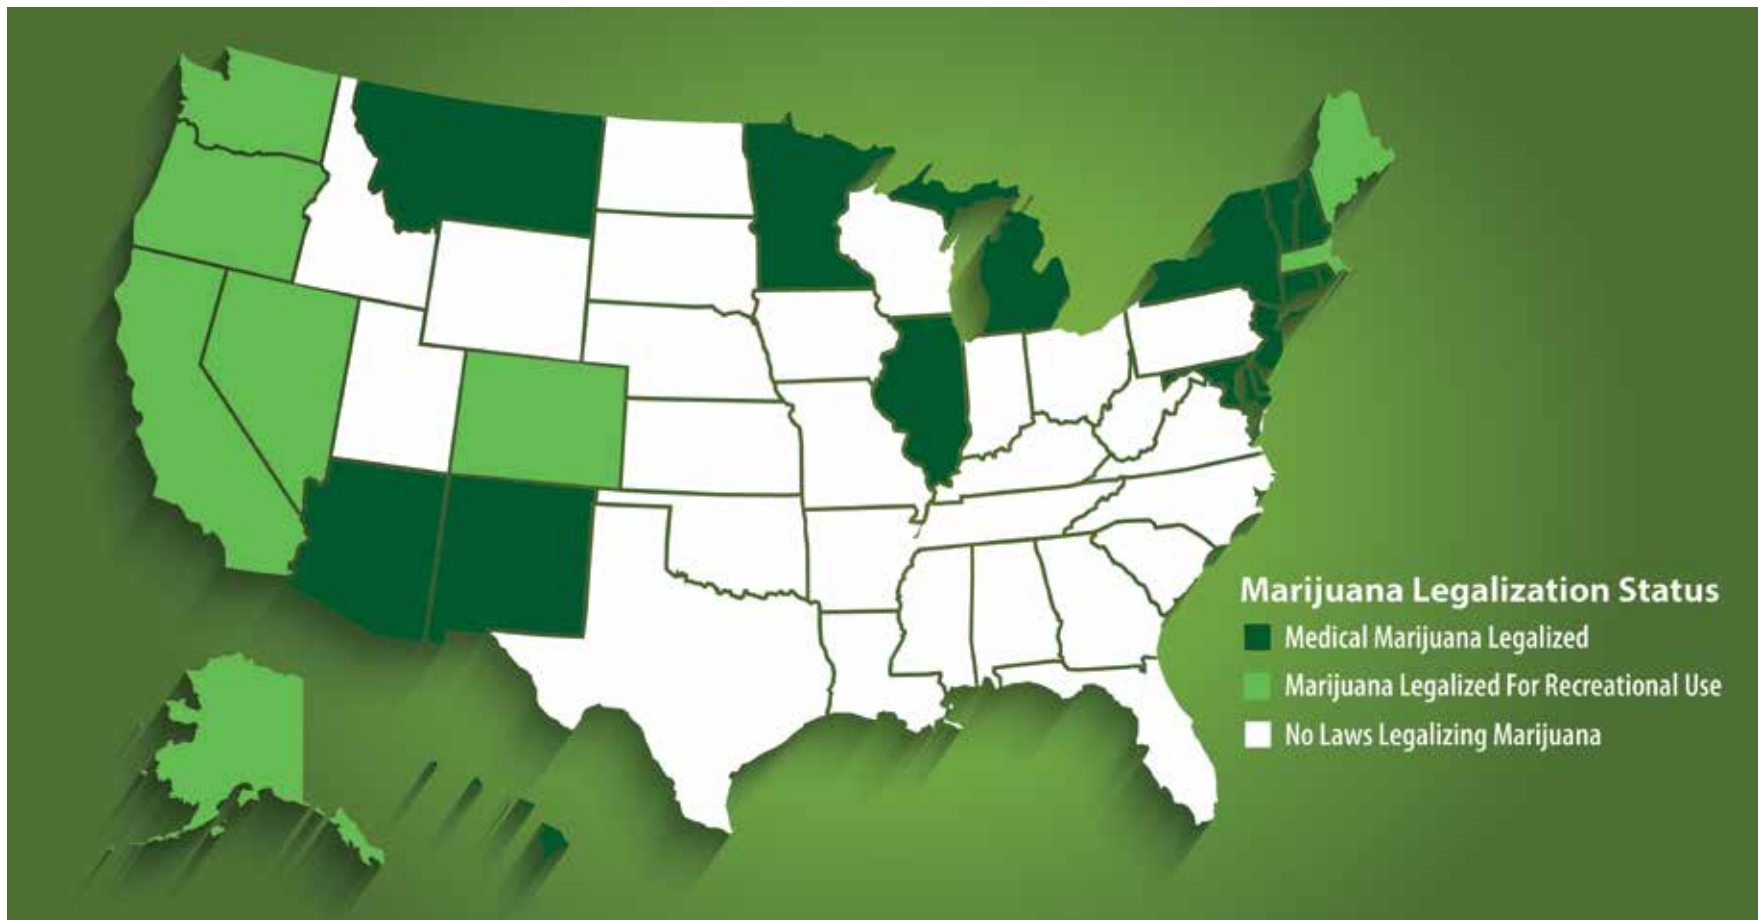 Marijuana Legalization Status
Medical Marijuana Legalized
Marijuana Legalized For Recreational Use
No Laws Legalizing Marijuana